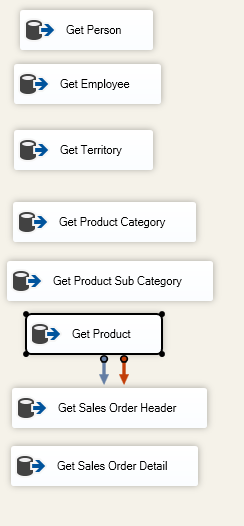 Get Person
Get Employee
Get Territory
Get Product Category
Get Product Sub Category
Get Product
Get Sales Order Header
Get Sales Order Detail